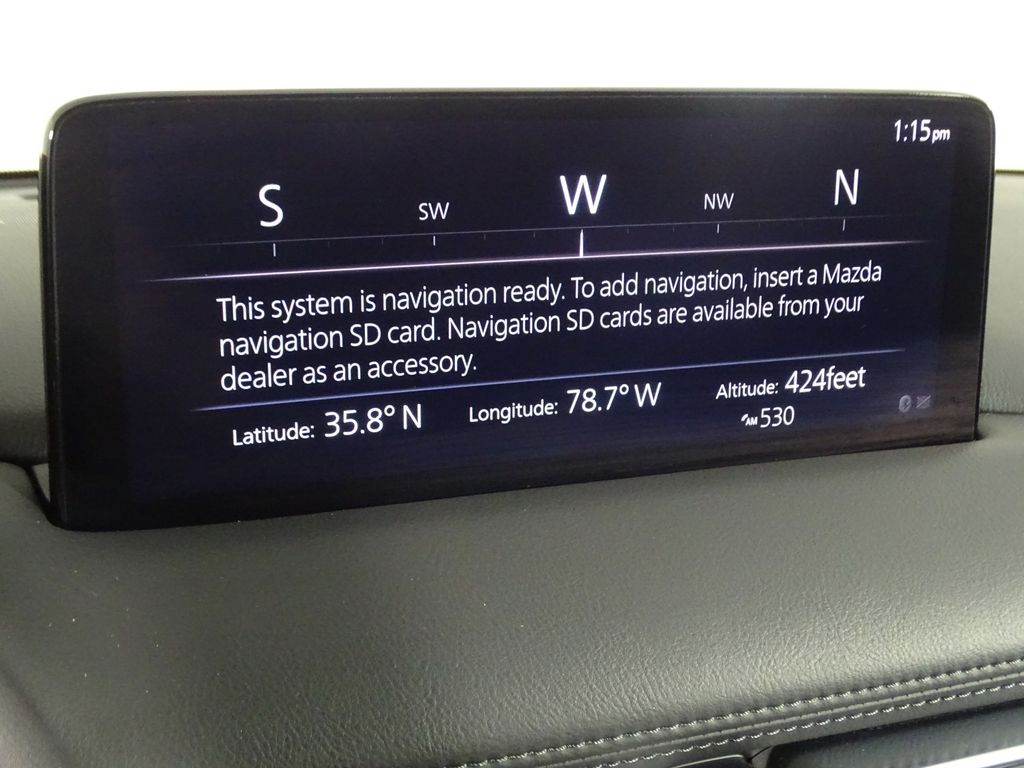 1:15pm
S SW W NW N
This system is navigation ready. To add navigation, insert a Mazda
navigation SD card. Navigation SD cards are available from your
dealer as an accessory.
Latitude: 35.8° N Longitude: 78.7° W Altitude: 424feet
AM 530